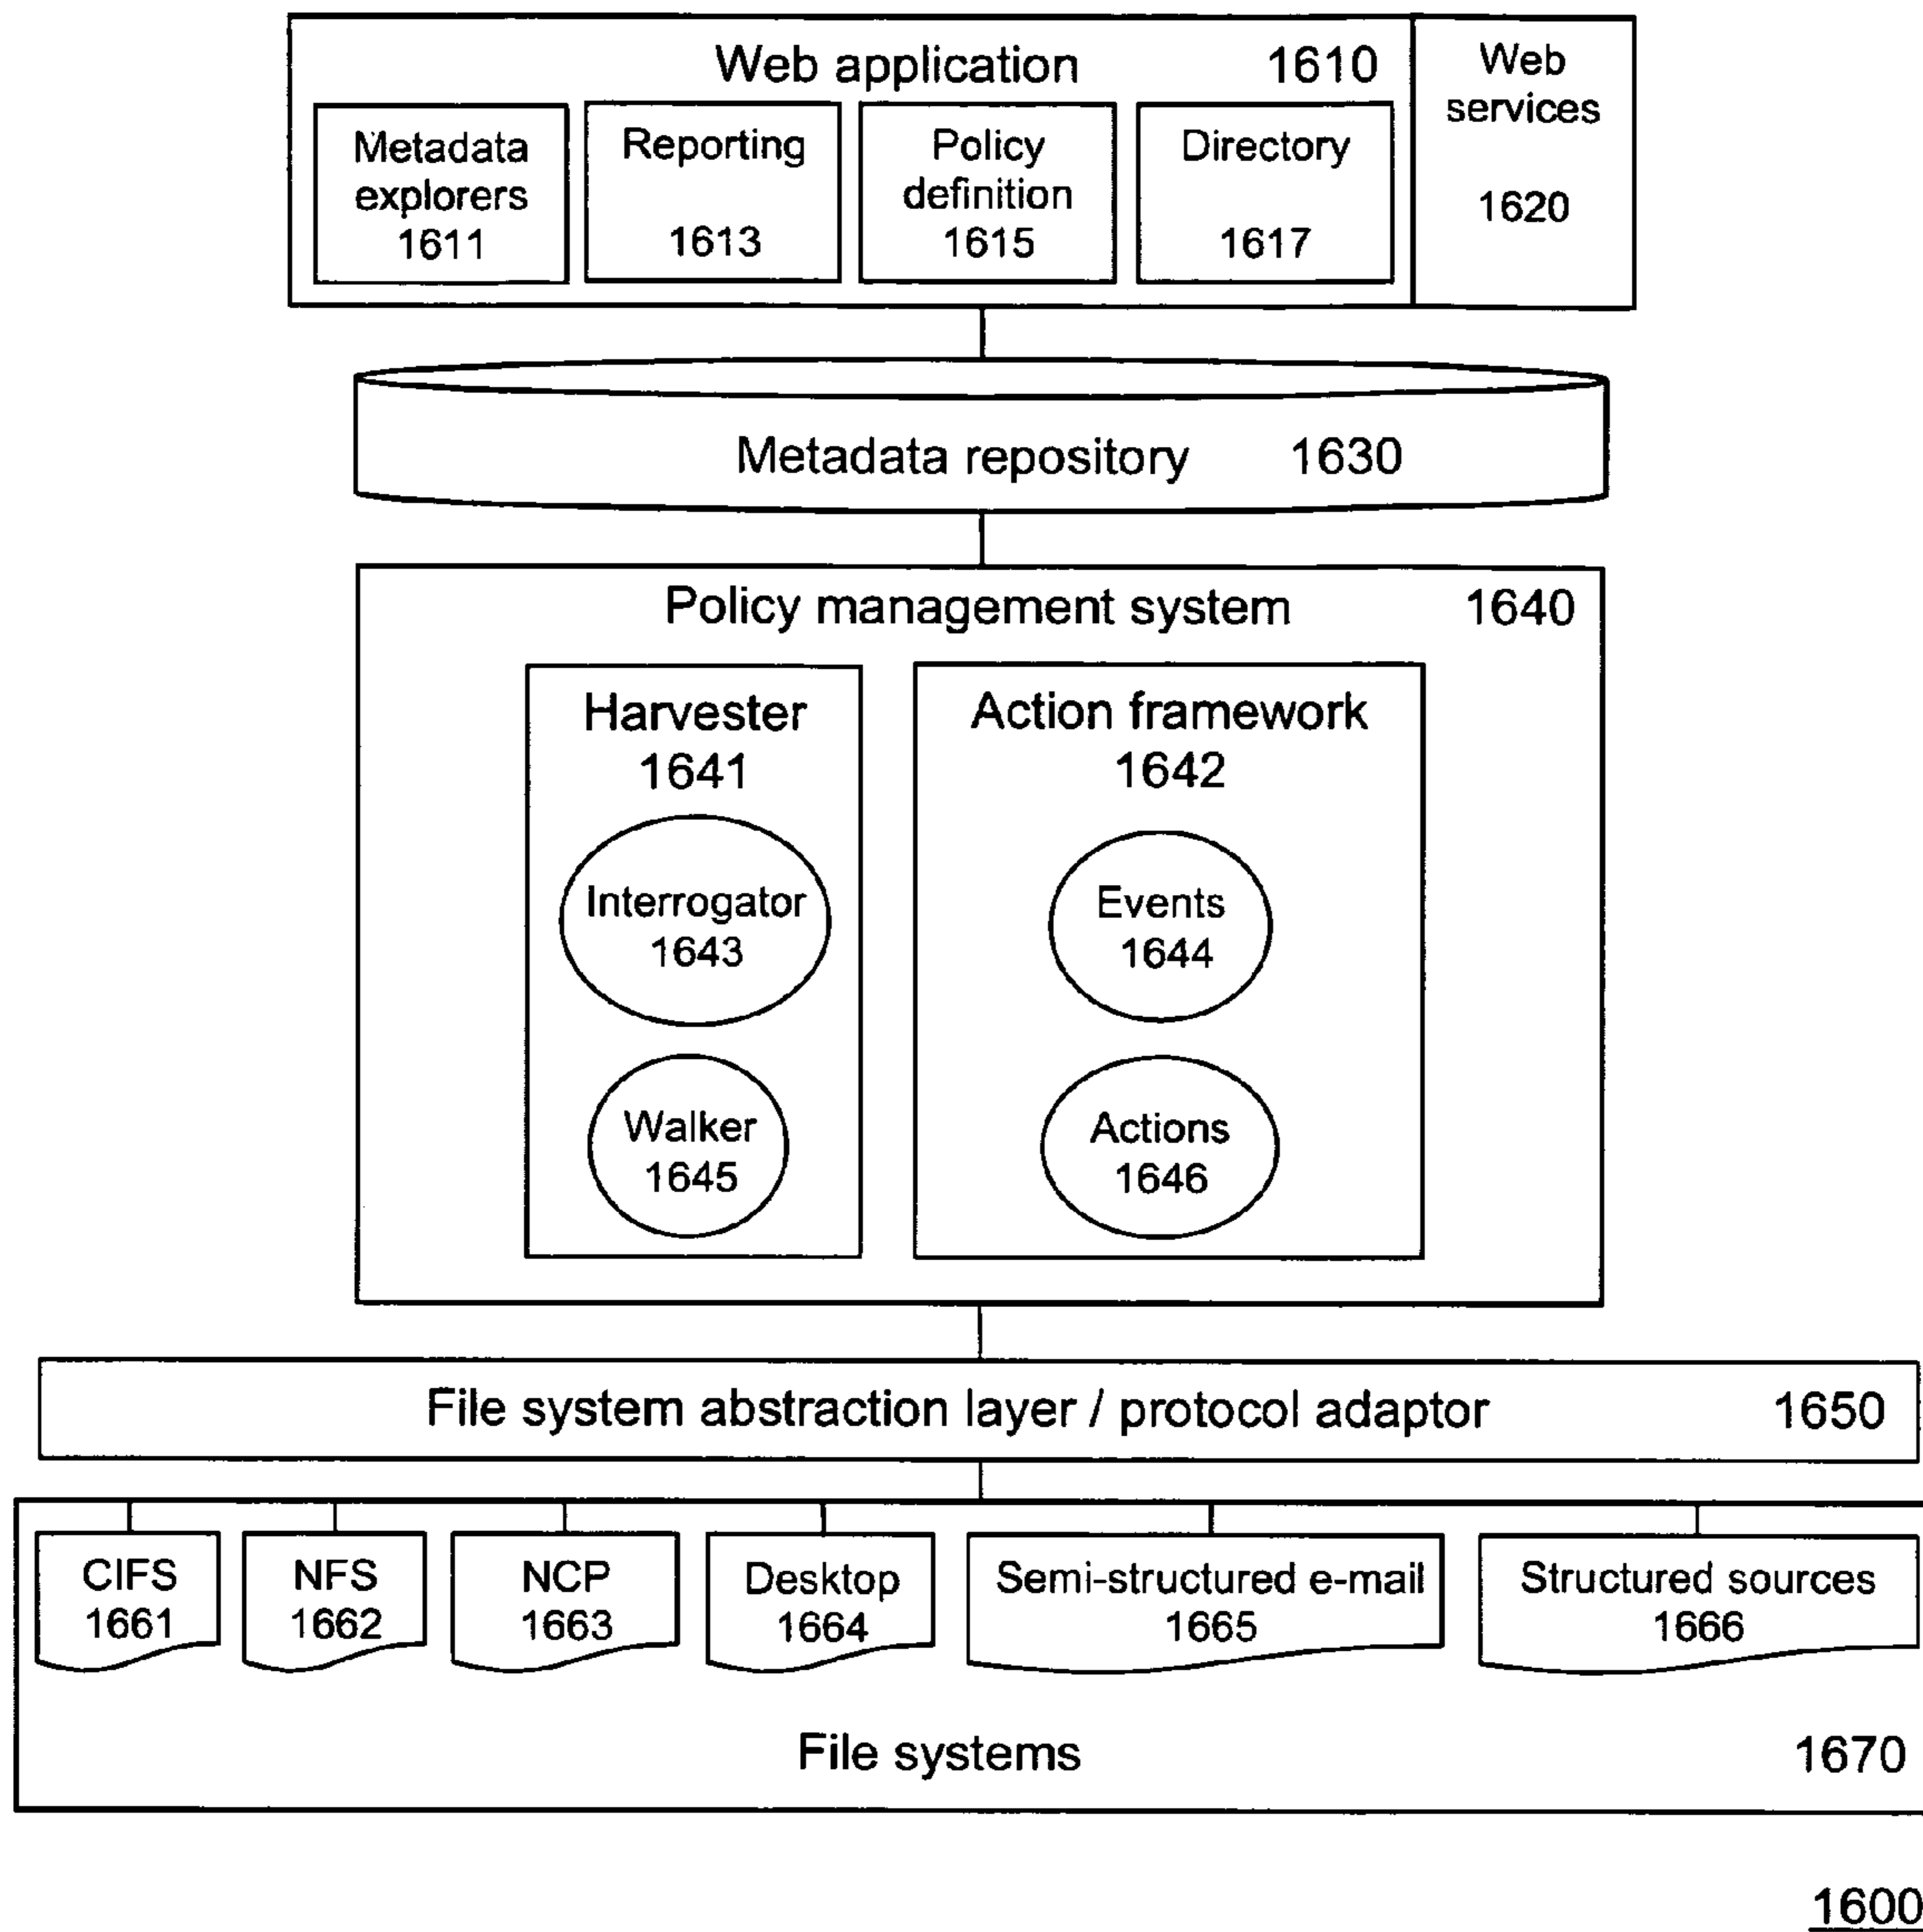 Web application 1610
Web
services
1620
Metadata
explorers
1611
Reporting
1613
Policy
definition
1615
Directory
1617
Metadata repository 1630
Policy management system 1640
Harvester
1641
Interrogator
1643
Walker
1645
Action framework
1642
Events
1644
Actions
1646
File system abstraction layer / protocol adaptor 1650
CIFS
1661
NFS
1662
NCP
1663
Desktop
1664
Semi-structured e-mail
1665
Structured sources
1666
File systems 1670
1600